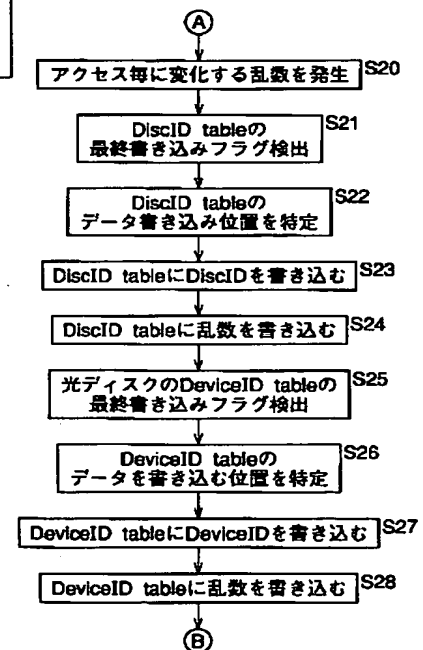 A
アクセス毎に変化する乱数を発生 S20
DiscID tableの S21
最終書き込みフラグ検出
DiscID tableの S22
データ書き込み位置を特定
DiscID tableにDiscIDを書き込む S23
DiscID tableに乱数を書き込む S24
光ディスクのDeviceID tableの S25
最終書き込みフラグ検出
DeviceID tableの S26
データを書き込む位置を特定
DeviceID tableにDeviceIDを書き込む S27
DeviceID tableに乱数を書き込む S28
B